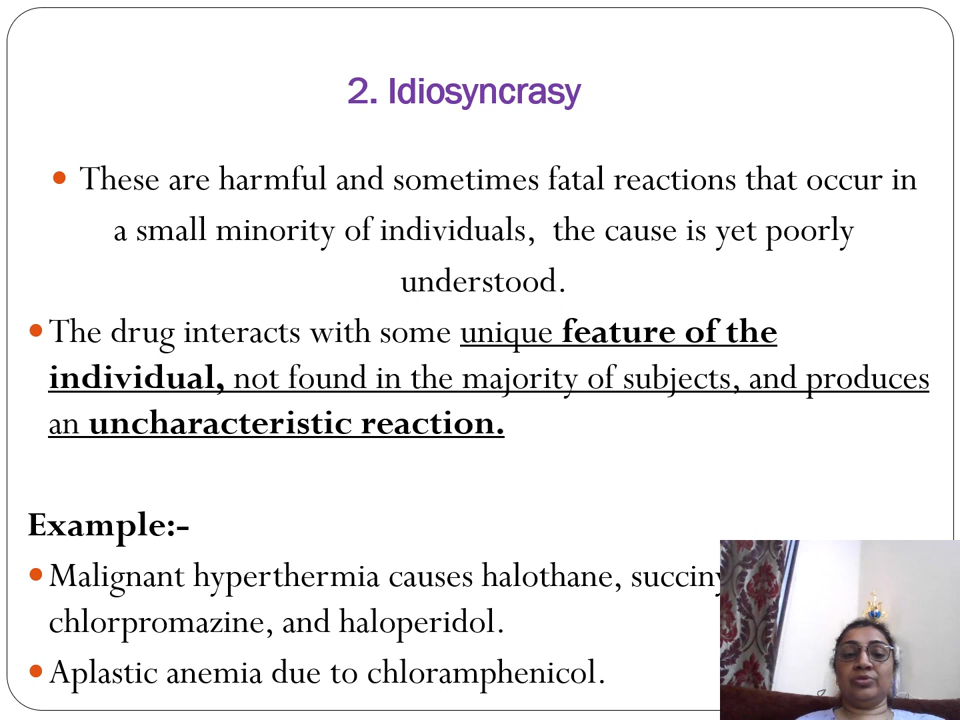 2. Idiosyncrasy
• These are harmful and sometimes fatal reactions that occur in
a small minority of individuals, the cause is yet poorly
understood.
• The drug interacts with some unique feature of the
individual, not found in the majority of subjects, and produces
an uncharacteristic reaction.
Example:-
• Malignant hyperthermia causes halothane,
chlorpromazine, and haloperidol.
• Aplastic anemia due to chloramphenicol.